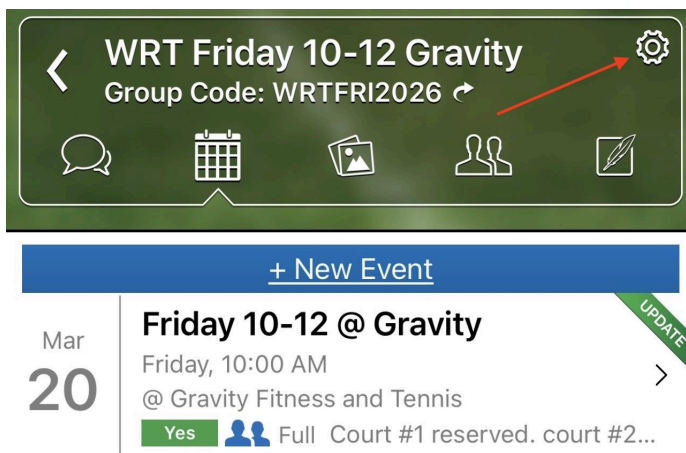 WRT Friday 10-12 Gravity
Group Code: WRTFRI2026
+ New Event
UPDATE
Mar
20
Friday 10-12 @ Gravity
Friday, 10:00 AM
@ Gravity Fitness and Tennis
Yes Full Court #1 reserved. court #2...